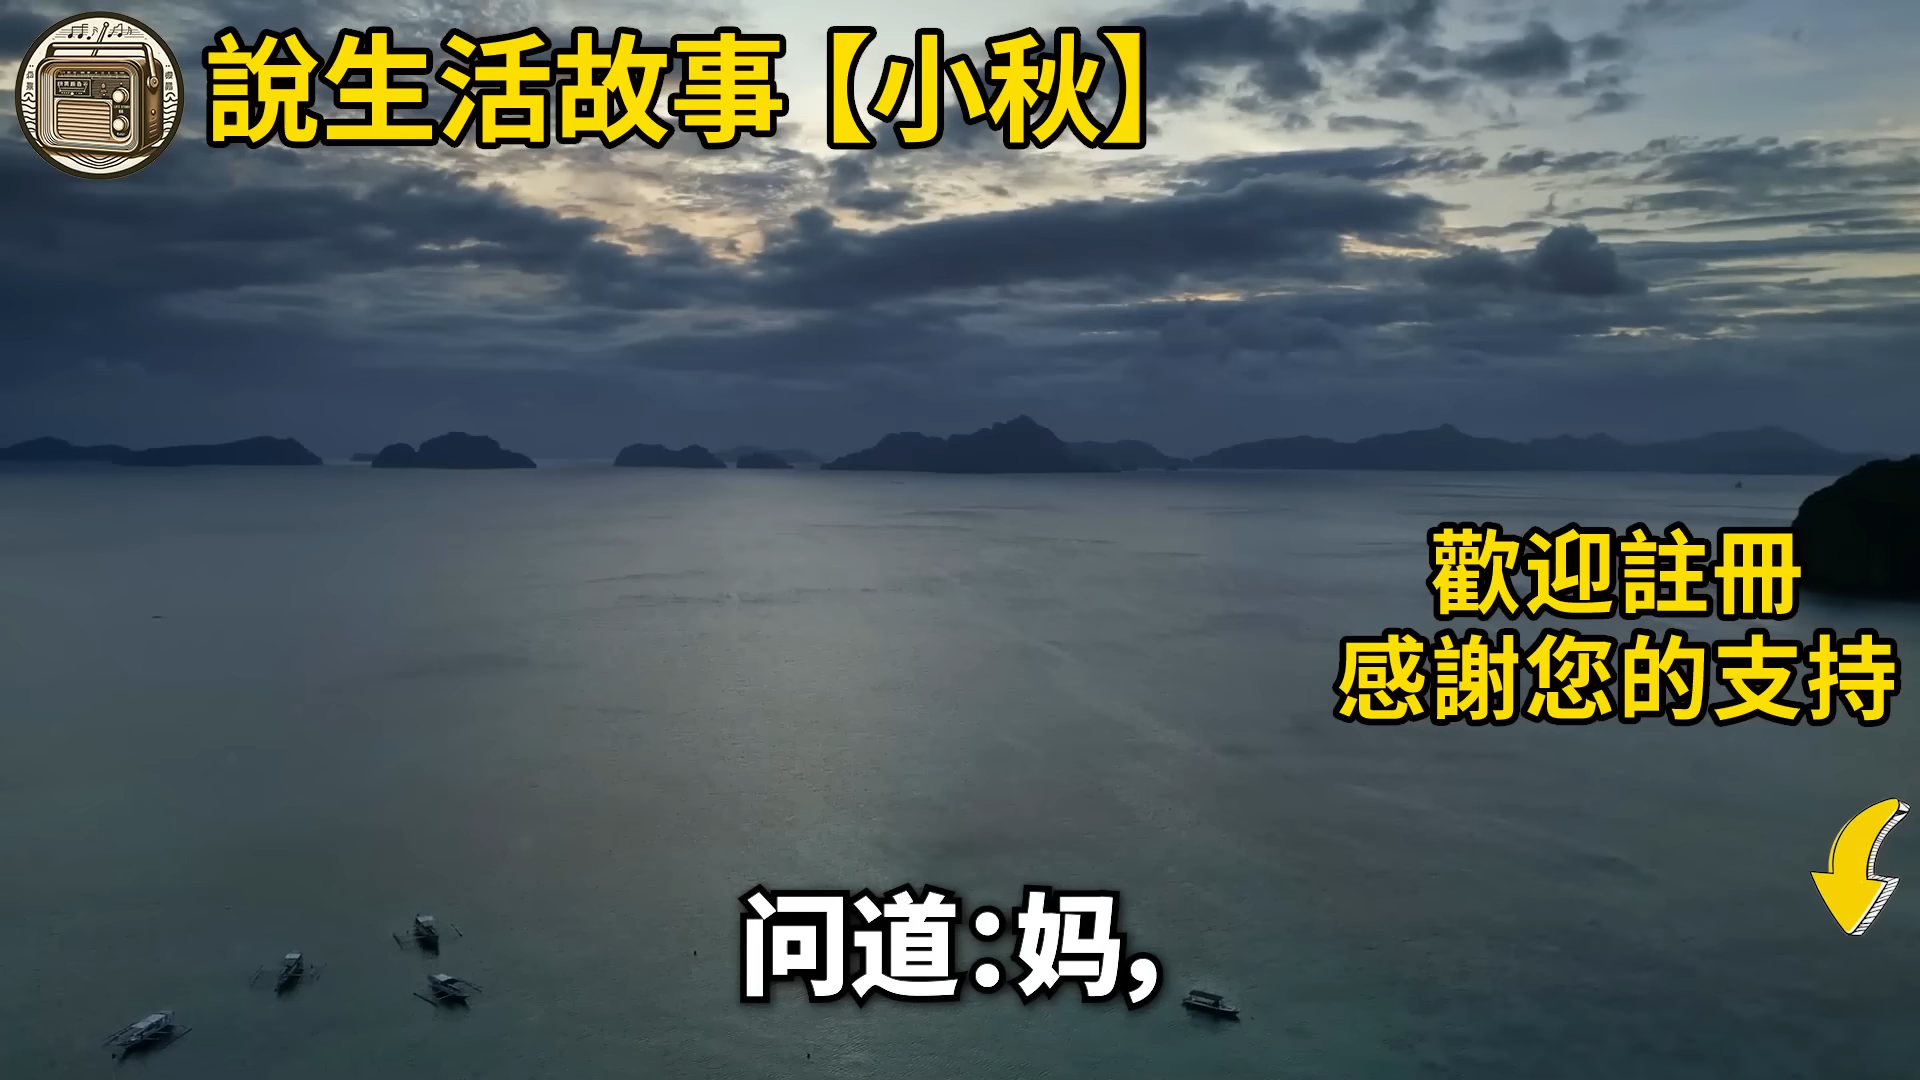 說生活故事【小秋】
歡迎註冊
感謝您的支持
问道：妈，